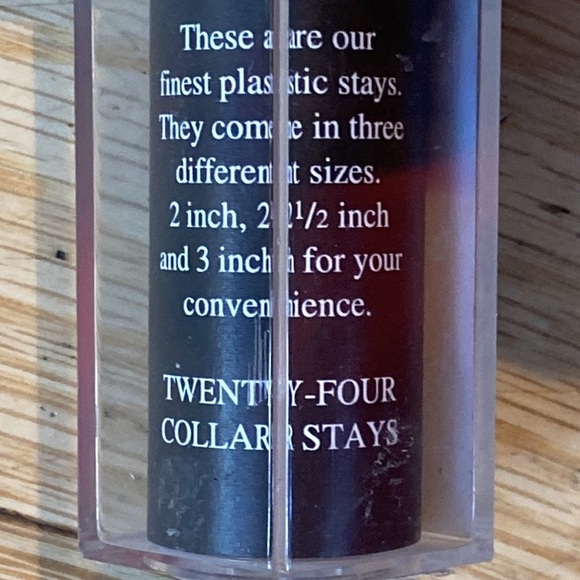 These are our
finest plastic stays.
They come in three
different sizes.
2 inch, 2 1/2 inch
and 3 inch for your
convenience.
TWENTY-FOUR
COLLAR STAYS